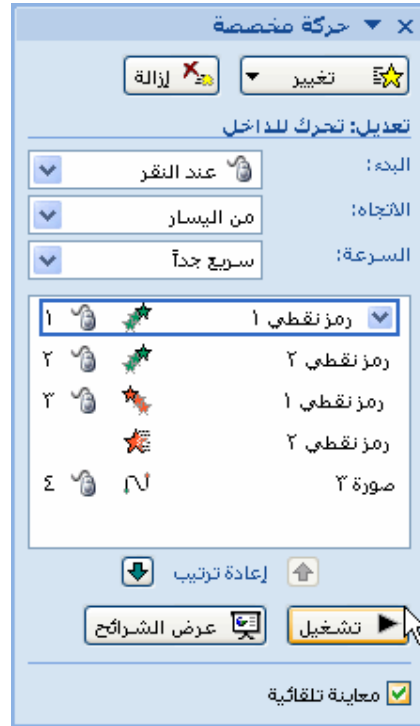 حركة مخصصة
تغيير إزالة
تعديل: تحرك للداخل
البدء: عند النقر
الاتجاه: من اليسار
السرعة: سريع جداً
رمز نقطي ١ ١
رمز نقطي ٢ ٢
رمز نقطي ١ ٣
رمز نقطي ٢
صورة ٣ ٤
إعادة ترتيب
تشغيل عرض الشرائح
معاينة تلقائية